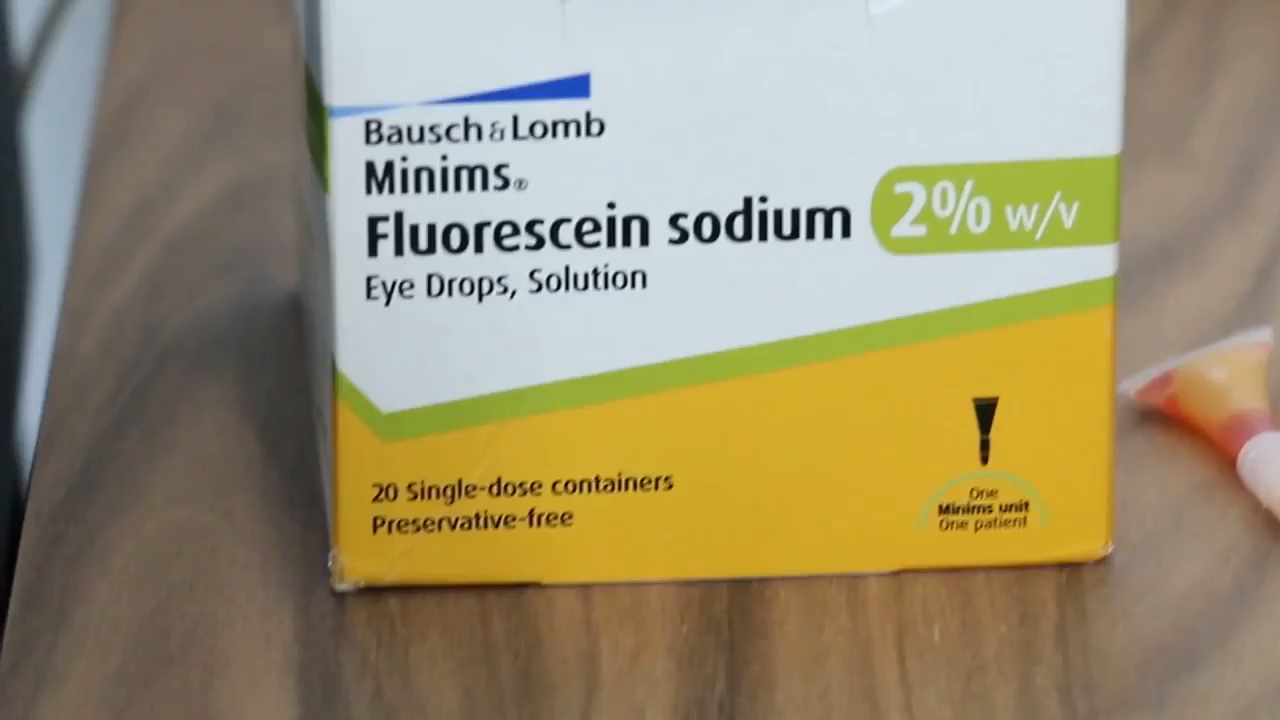 Bausch & Lomb
Minims®
Fluorescein sodium 2% w/v
Eye Drops, Solution
20 Single-dose containers
Preservative-free
One
Minims unit
One patient